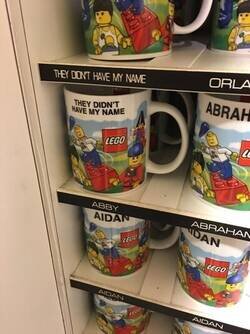 THEY DIDN'T HAVE MY NAME
ORLA
THEY DIDN'T
HAVE MY NAME
LEGO
ABRAH
LEGO
ABBY
ABRAHAM
AIDAN
IDAN
LEGO
LEGO
AIDAN
AIDAN